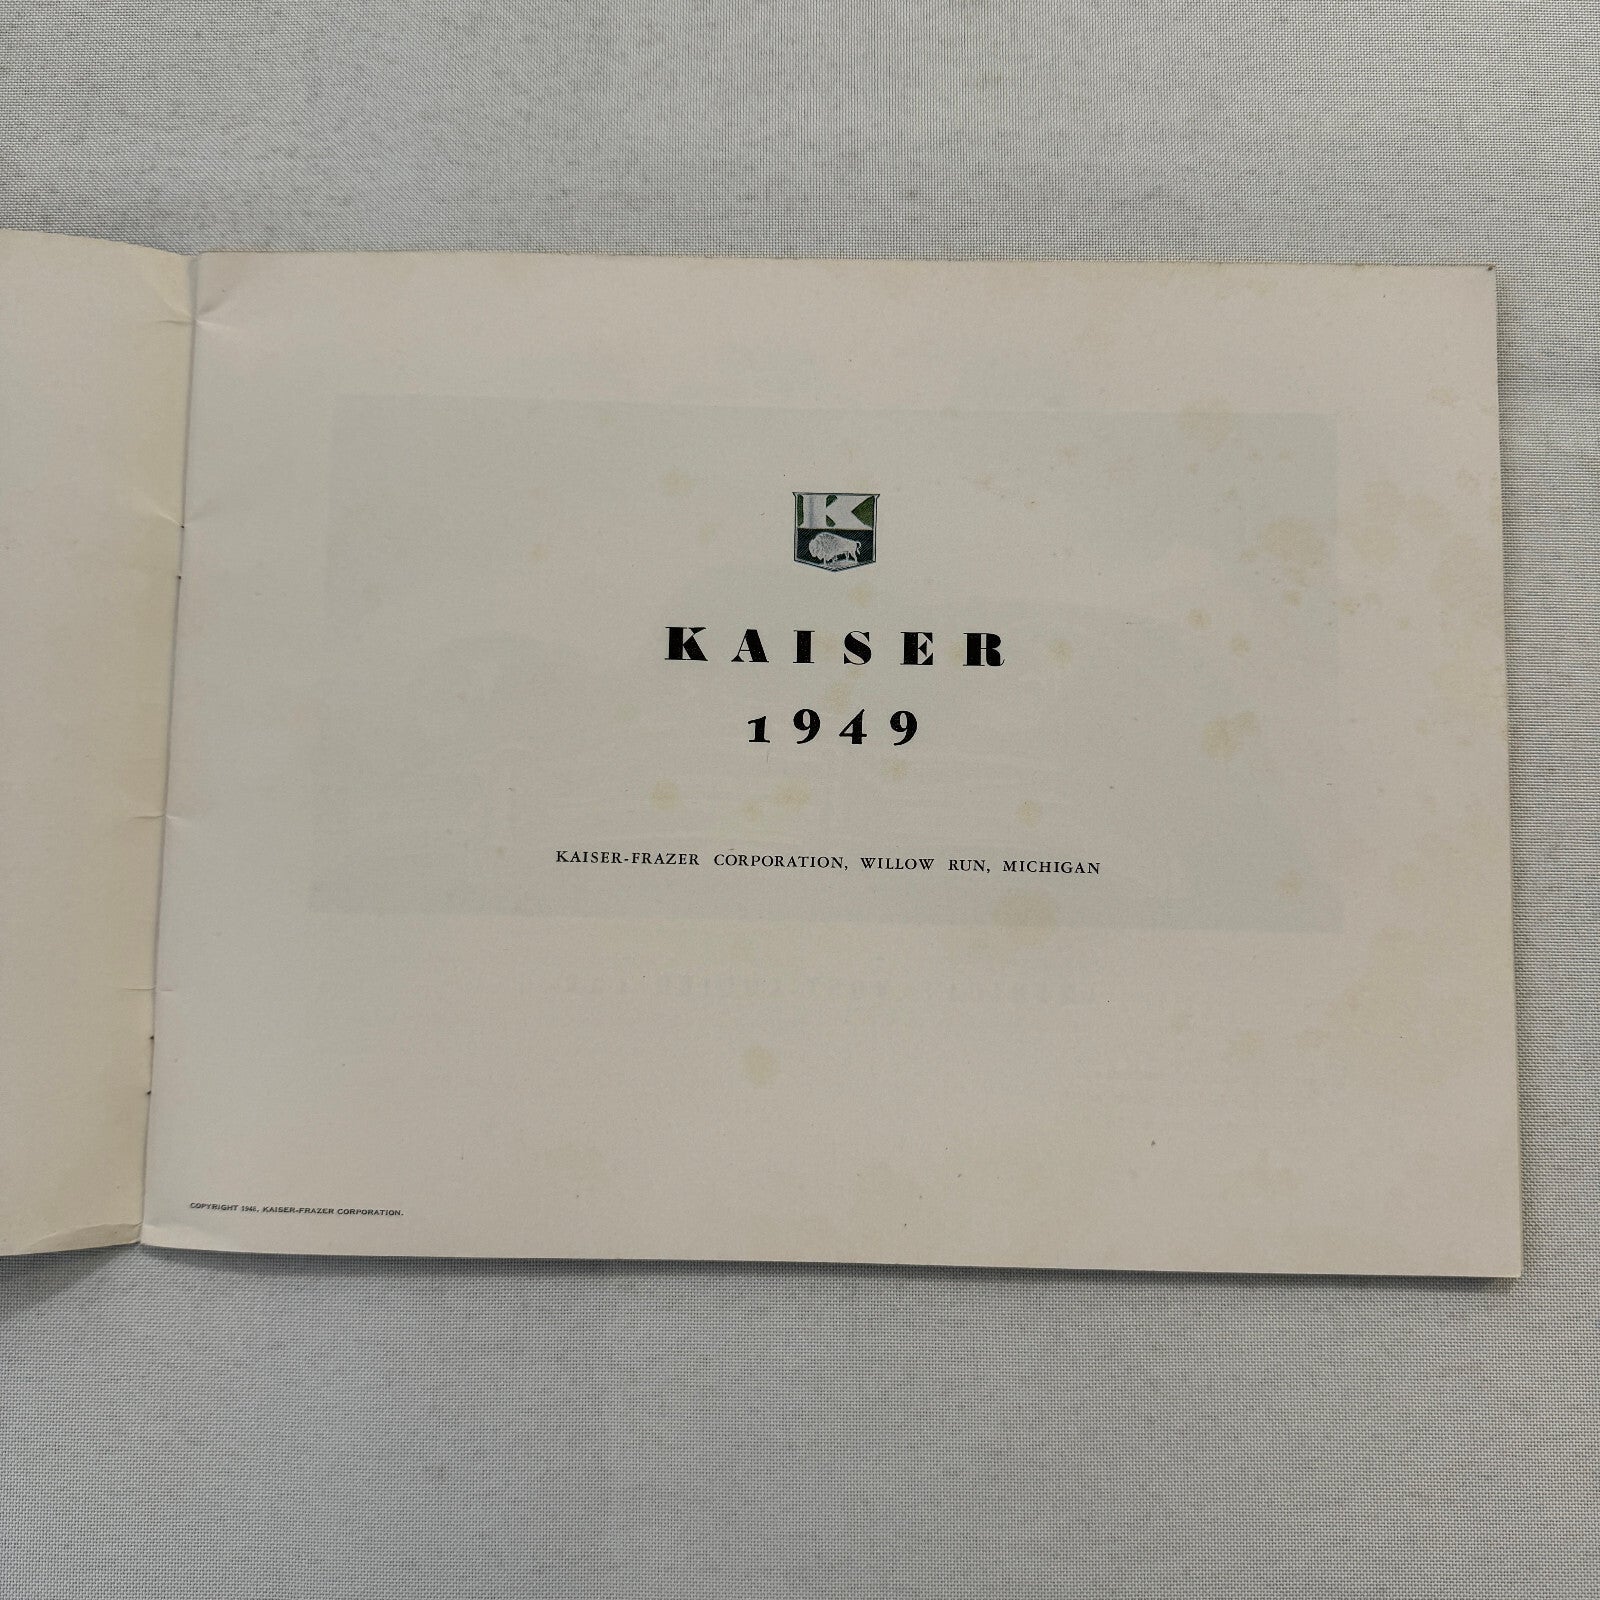 K
KAISER
1949
KAISER-FRAZER CORPORATION, WILLOW RUN, MICHIGAN
COPYRIGHT 1948, KAISER-FRAZER CORPORATION.